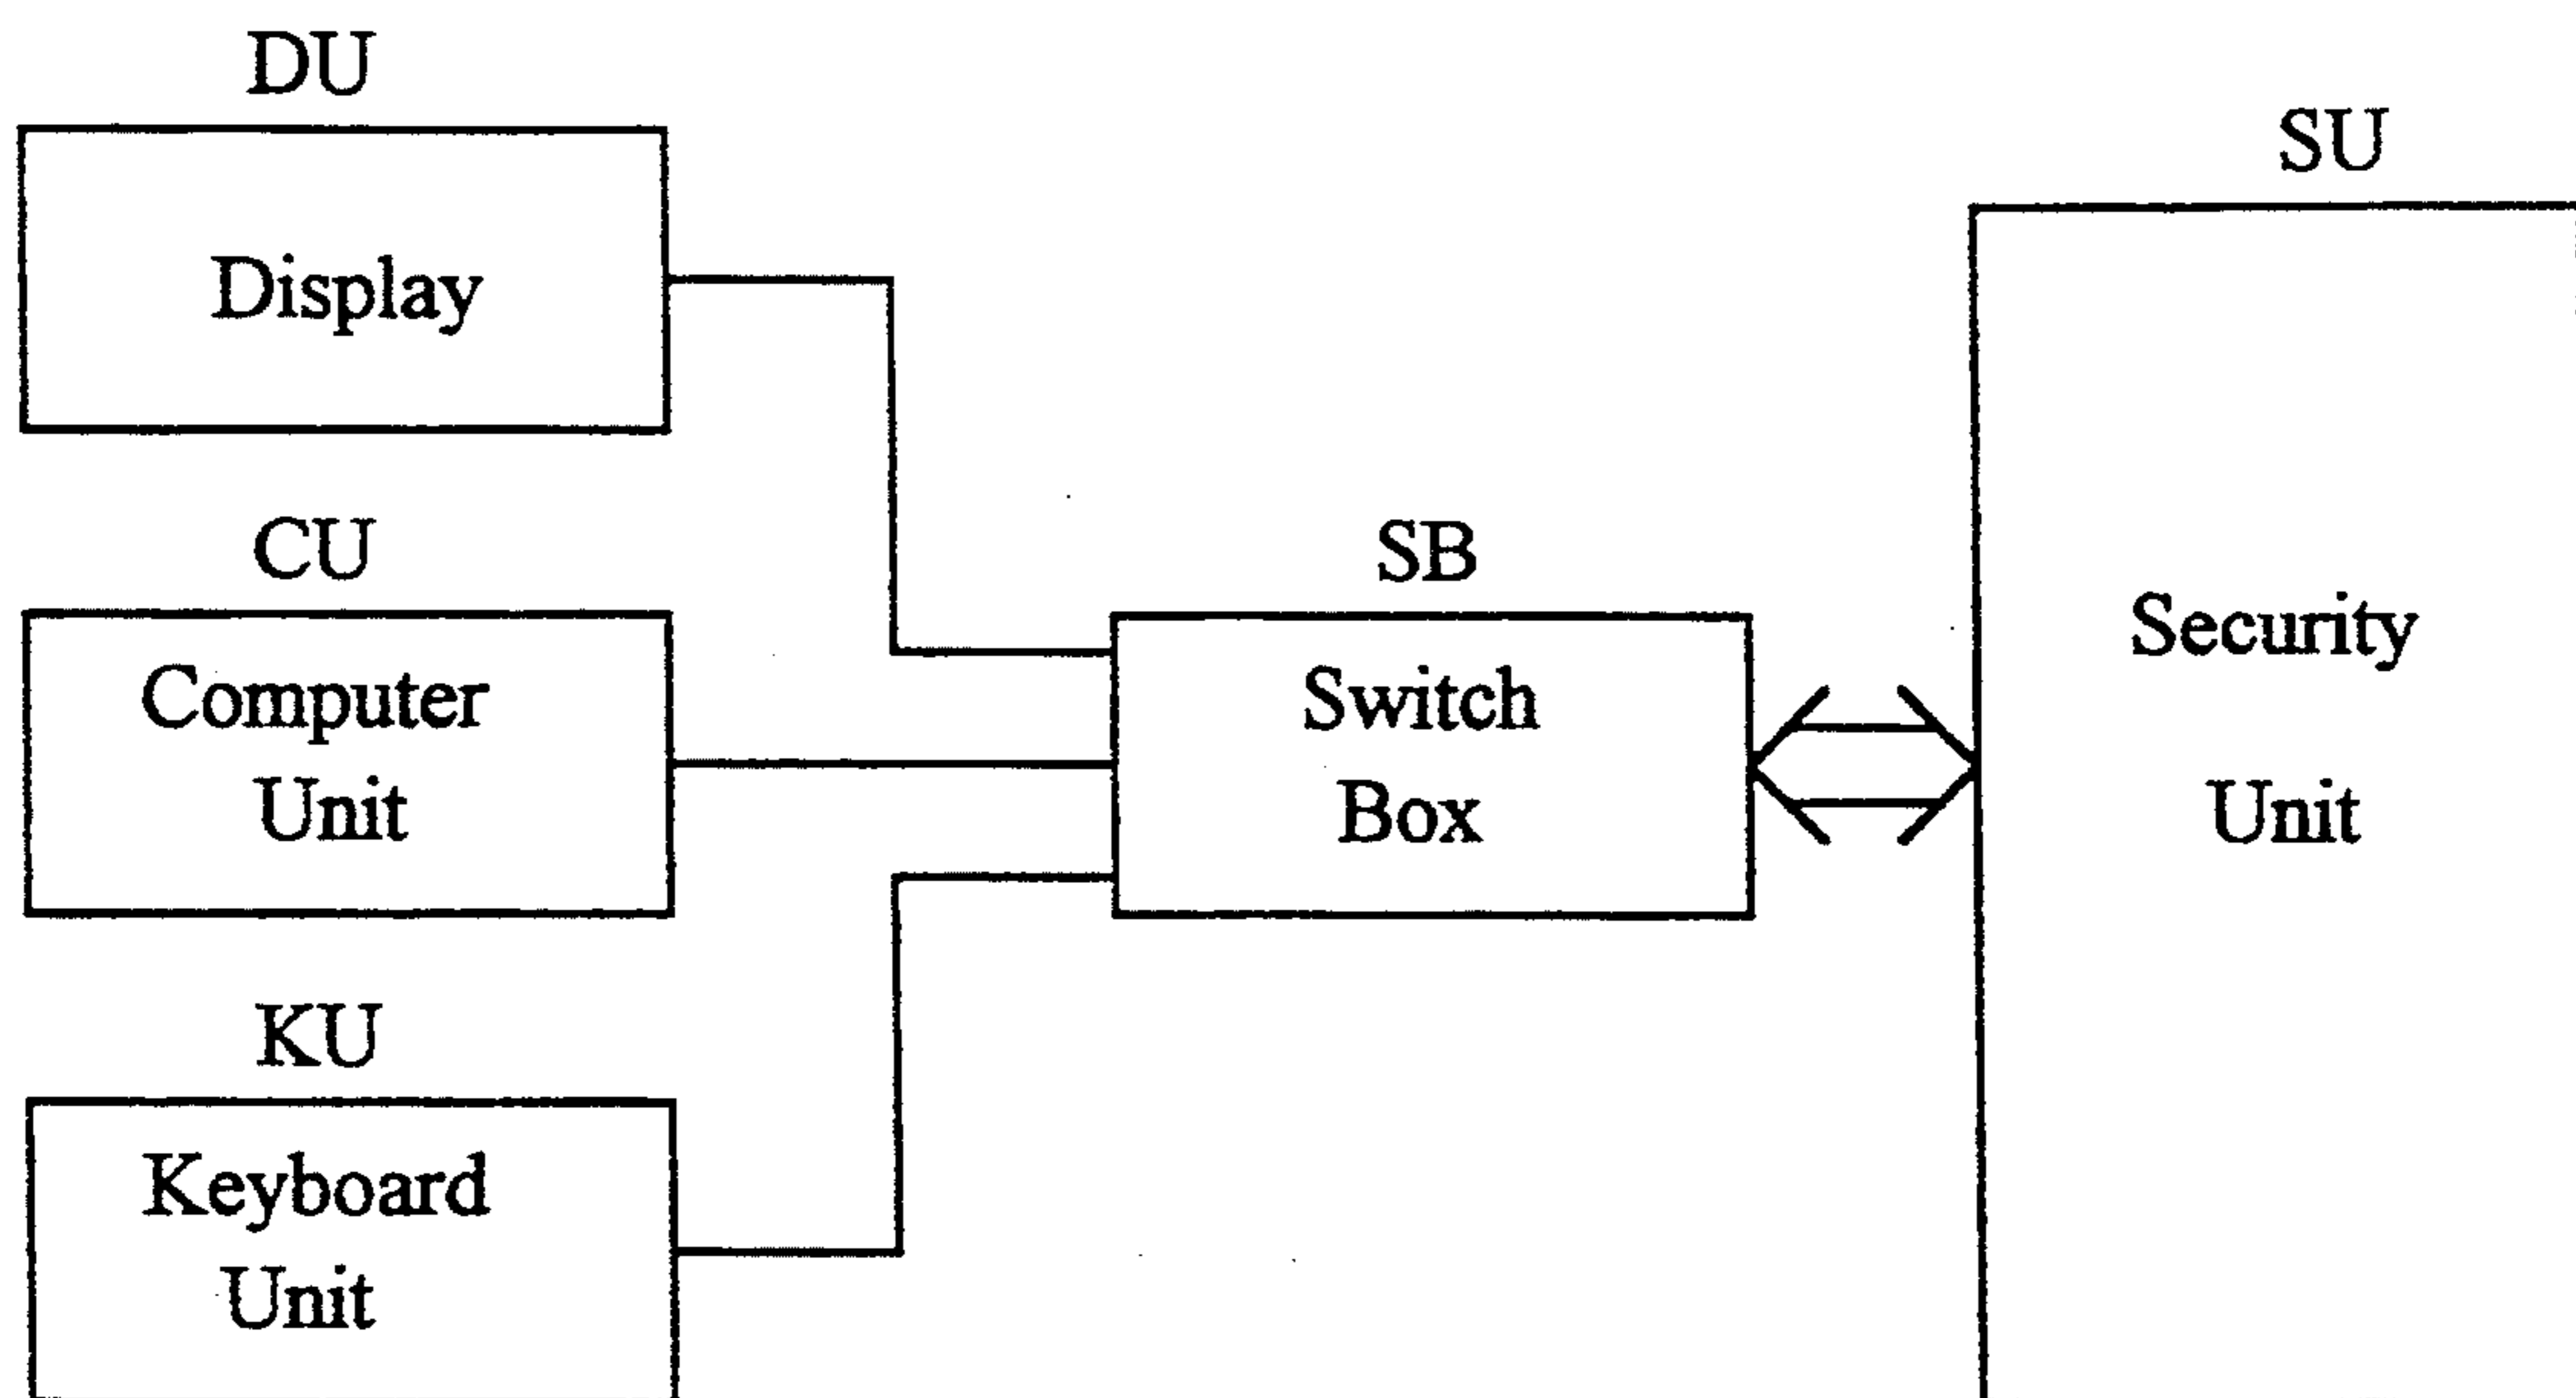 DU
Display
CU
Computer
Unit
KU
Keyboard
Unit
SB
Switch
Box
SU
Security
Unit